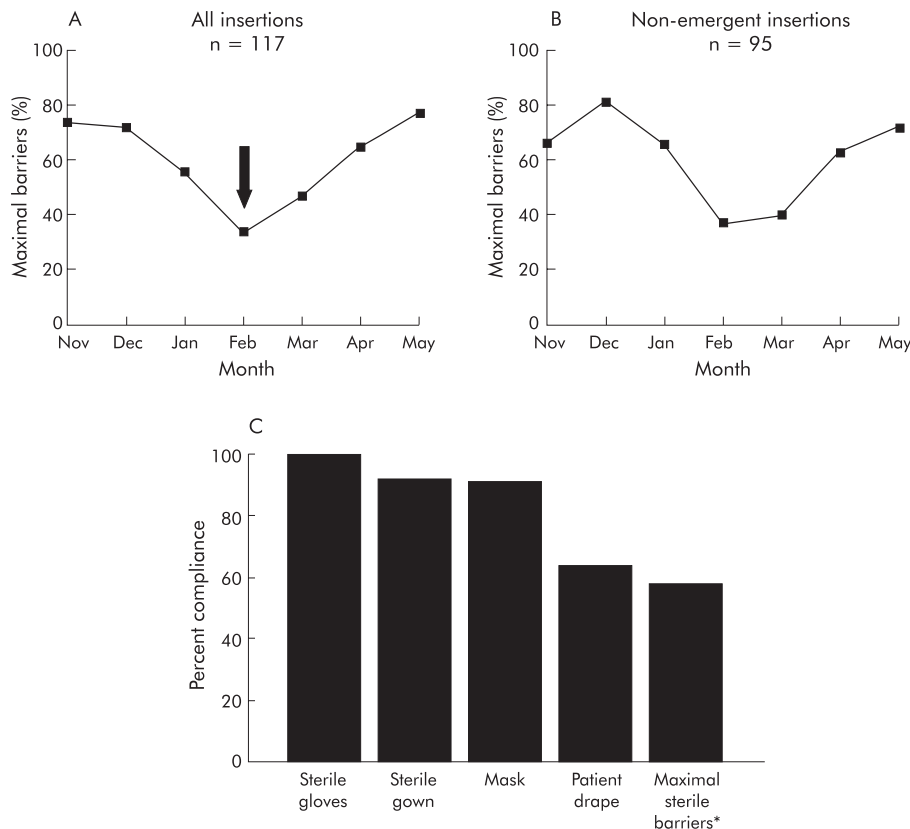 A
All insertions
n = 117
100
80
60
40
20
0
Maximal barriers (%)
Nov Dec Jan Feb Mar Apr May
Month
B
Non-emergent insertions
n = 95
100
80
60
40
20
0
Maximal barriers (%)
Nov Dec Jan Feb Mar Apr May
Month
C
100
80
60
40
20
0
Percent compliance
Sterile
gloves
Sterile
gown
Mask
Patient
drape
Maximal
sterile
barriers*